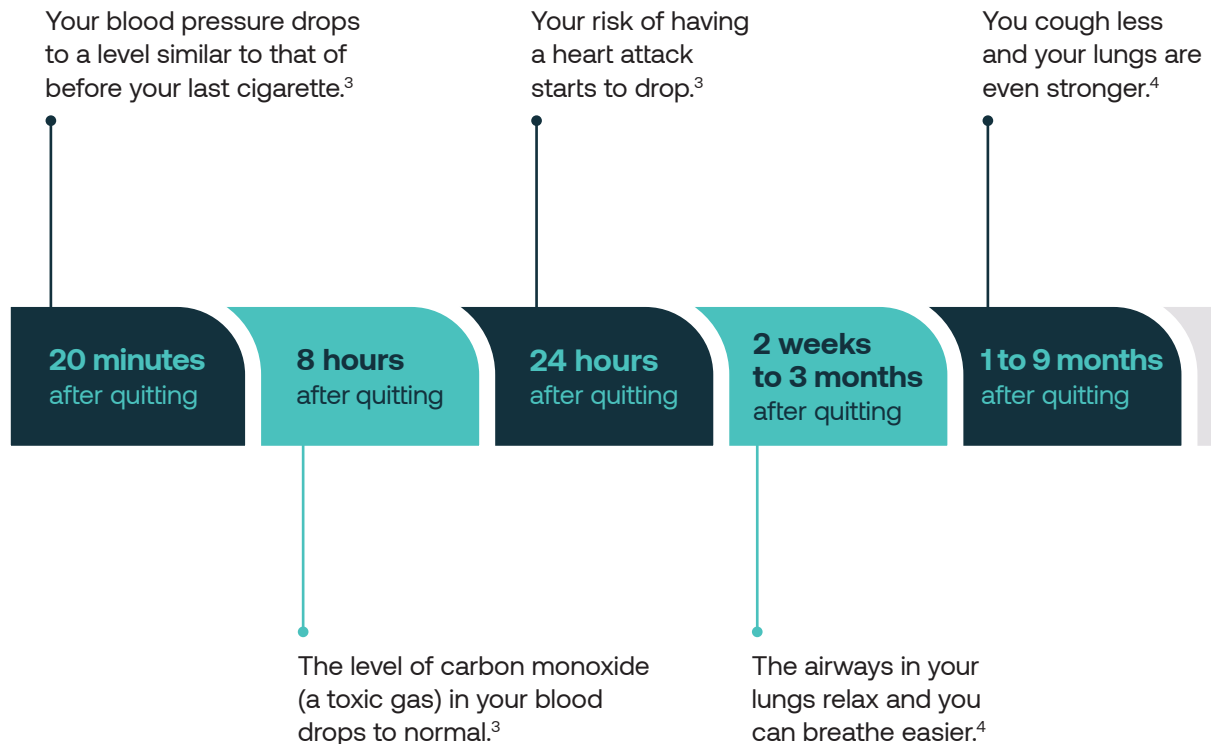 Your blood pressure drops
to a level similar to that of
before your last cigarette.³
Your risk of having
a heart attack
starts to drop.³
You cough less
and your lungs are
even stronger.⁴
20 minutes
after quitting
8 hours
after quitting
24 hours
after quitting
2 weeks
to 3 months
after quitting
1 to 9 months
after quitting
The level of carbon monoxide
(a toxic gas) in your blood
drops to normal.³
The airways in your
lungs relax and you
can breathe easier.⁴